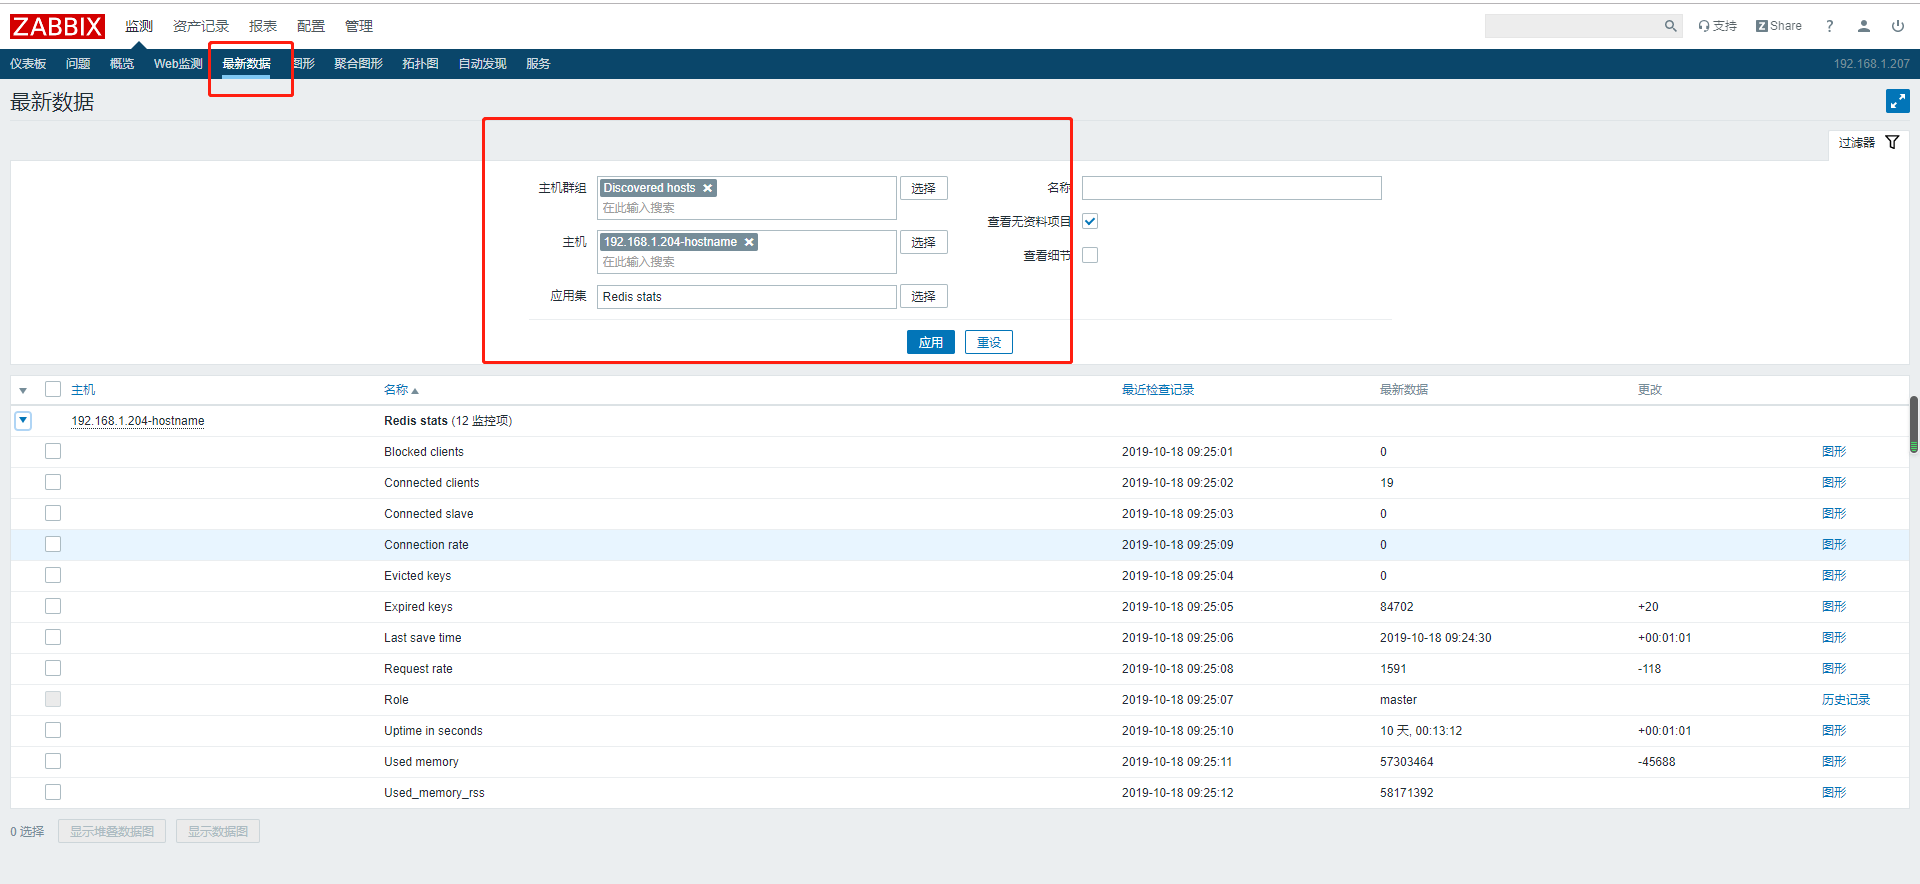 ZABBIX 监测 资产记录 报表 配置 管理 支持 Z Share ?
仪表板 问题 概览 Web监测 最新数据 图形 聚合图形 拓扑图 自动发现 服务 192.168.1.207
最新数据
过滤器
主机群组 Discovered hosts 选择 名称
在此输入搜索
查看无资料项目
主机 192.168.1.204-hostname 选择
查看细节
在此输入搜索
应用集 Redis stats 选择
应用 重设
主机 名称 最近检查记录 最新数据 更改
192.168.1.204-hostname Redis stats (12 监控项)
Blocked clients 2019-10-18 09:25:01 0 图形
Connected clients 2019-10-18 09:25:02 19 图形
Connected slave 2019-10-18 09:25:03 0 图形
Connection rate 2019-10-18 09:25:09 0 图形
Evicted keys 2019-10-18 09:25:04 0 图形
Expired keys 2019-10-18 09:25:05 84702 +20 图形
Last save time 2019-10-18 09:25:06 2019-10-18 09:24:30 +00:01:01 图形
Request rate 2019-10-18 09:25:08 1591 -118 图形
Role 2019-10-18 09:25:07 master 历史记录
Uptime in seconds 2019-10-18 09:25:10 10 天, 00:13:12 +00:01:01 图形
Used memory 2019-10-18 09:25:11 57303464 -45688 图形
Used_memory_rss 2019-10-18 09:25:12 58171392 图形
0 选择 显示堆叠数据图 显示数据图